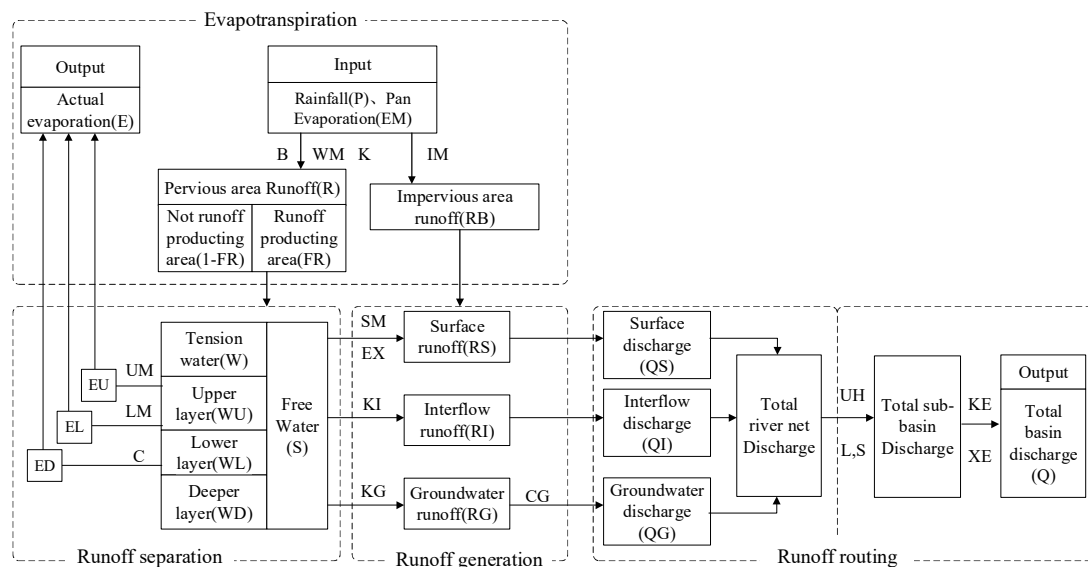 Evapotranspiration
Output
Actual
evaporation(E)
Input
Rainfall(P)、Pan
Evaporation(EM)
B WM K
IM
Pervious area Runoff(R)
Not runoff
producting
area(1-FR)
Runoff
producting
area(FR)
Impervious area
runoff(RB)
EU
EL
ED
UM
LM
C
Tension
water(W)
Upper
layer(WU)
Lower
layer(WL)
Deeper
layer(WD)
Free
Water
(S)
Runoff separation
SM
EX
KI
KG
Surface
runoff(RS)
Interflow
runoff(RI)
Groundwater
runoff(RG)
CG
Runoff generation
Surface
discharge
(QS)
Interflow
discharge
(QI)
Groundwater
discharge
(QG)
Total
river net
Discharge
UH
L,S
Total sub-
basin
Discharge
KE
XE
Output
Total
basin
discharge
(Q)
Runoff routing